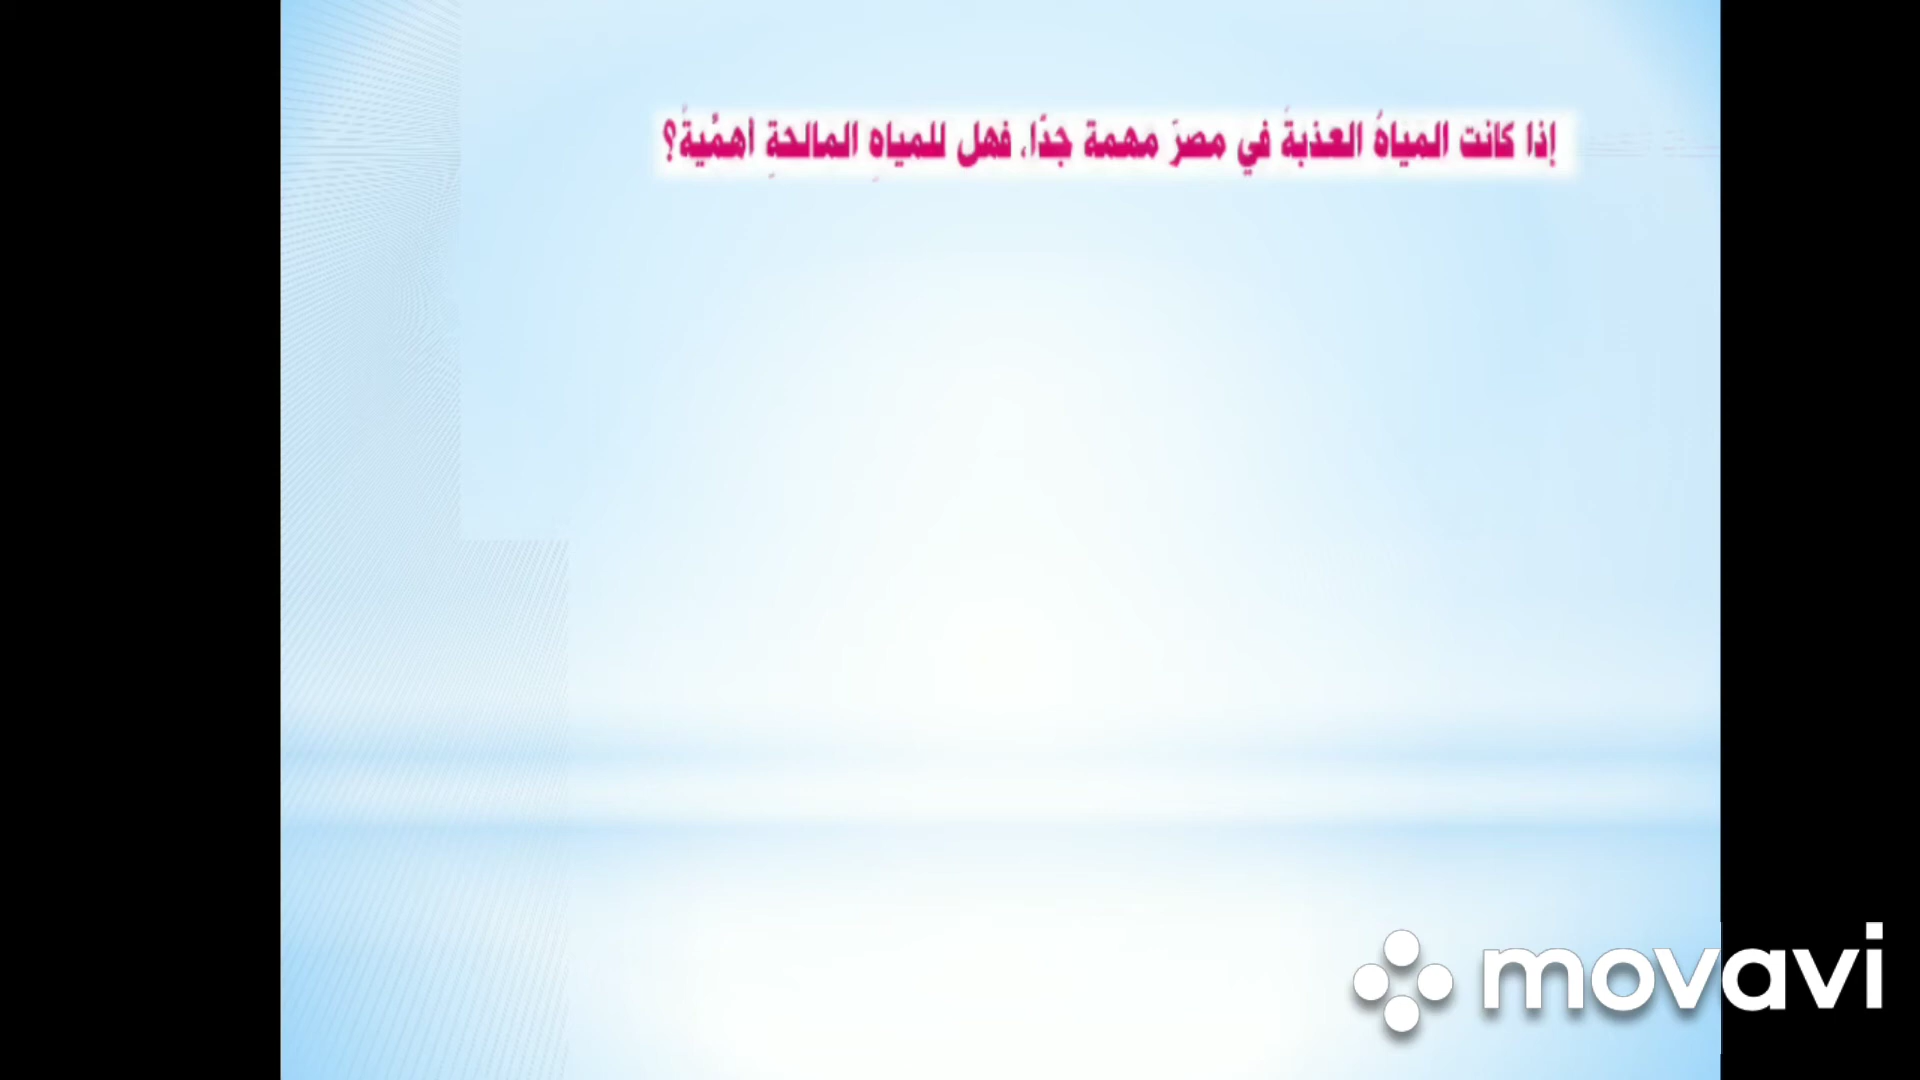 إذا كانت المياهُ العذبةَ في مصرَ مهمة جدًا، فهل للمياهِ المالحةِ أهمِّيةً؟
movavi